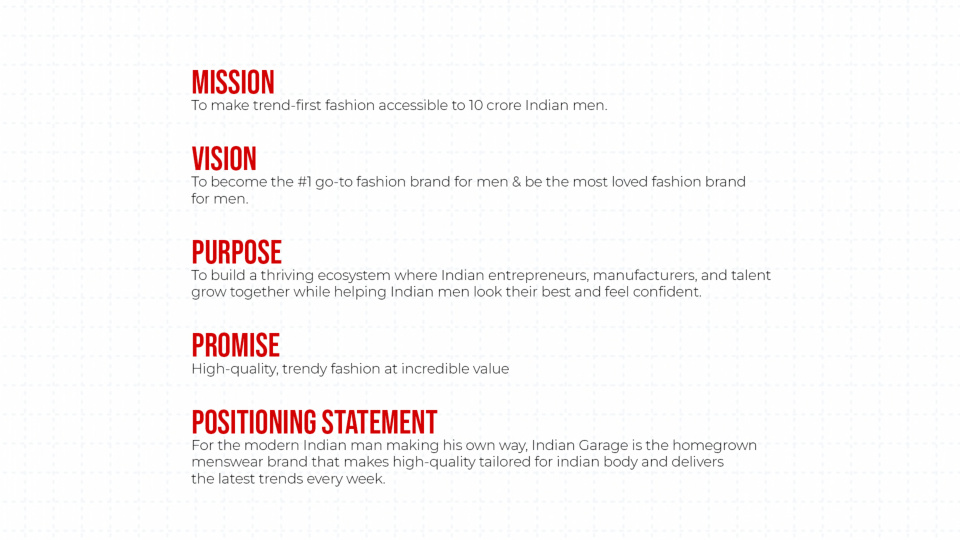 MISSION
To make trend-first fashion accessible to 10 crore Indian men.
VISION
To become the #1 go-to fashion brand for men & be the most loved fashion brand
for men.
PURPOSE
To build a thriving ecosystem where Indian entrepreneurs, manufacturers, and talent
grow together while helping Indian men look their best and feel confident.
PROMISE
High-quality, trendy fashion at incredible value
POSITIONING STATEMENT
For the modern Indian man making his own way, Indian Garage is the homegrown
menswear brand that makes high-quality tailored for indian body and delivers
the latest trends every week.